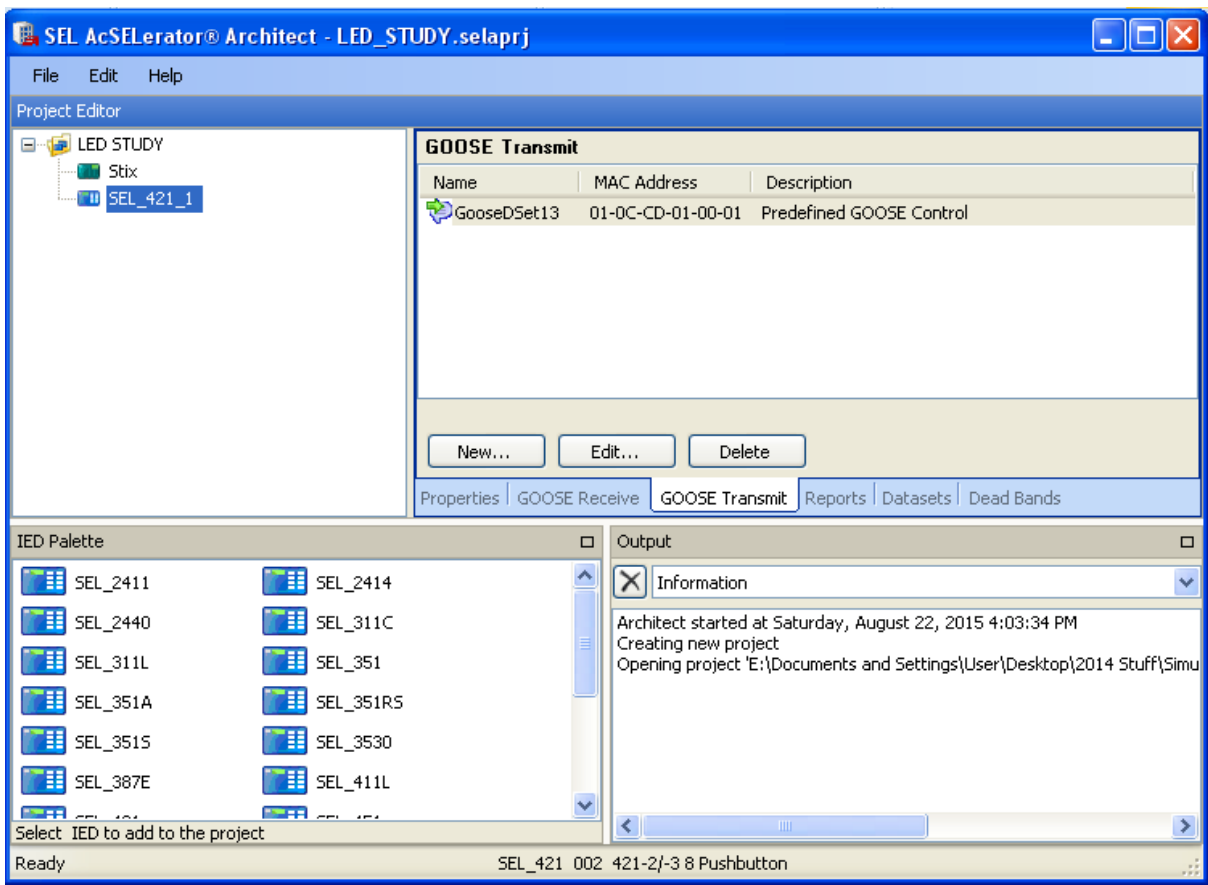 SEL AcSELerator® Architect - LED_STUDY.selaprj
File Edit Help
Project Editor
LED STUDY
Stix
SEL_421_1
GOOSE Transmit
Name MAC Address Description
GooseDSet13 01-0C-CD-01-00-01 Predefined GOOSE Control
New... Edit... Delete
Properties GOOSE Receive GOOSE Transmit Reports Datasets Dead Bands
IED Palette
SEL_2411 SEL_2414
SEL_2440 SEL_311C
SEL_311L SEL_351
SEL_351A SEL_351RS
SEL_351S SEL_3530
SEL_387E SEL_411L
Select IED to add to the project
Output
Information
Architect started at Saturday, August 22, 2015 4:03:34 PM
Creating new project
Opening project 'E:\Documents and Settings\User\Desktop\2014 Stuff\Simu
Ready SEL_421 002 421-2/-3 8 Pushbutton